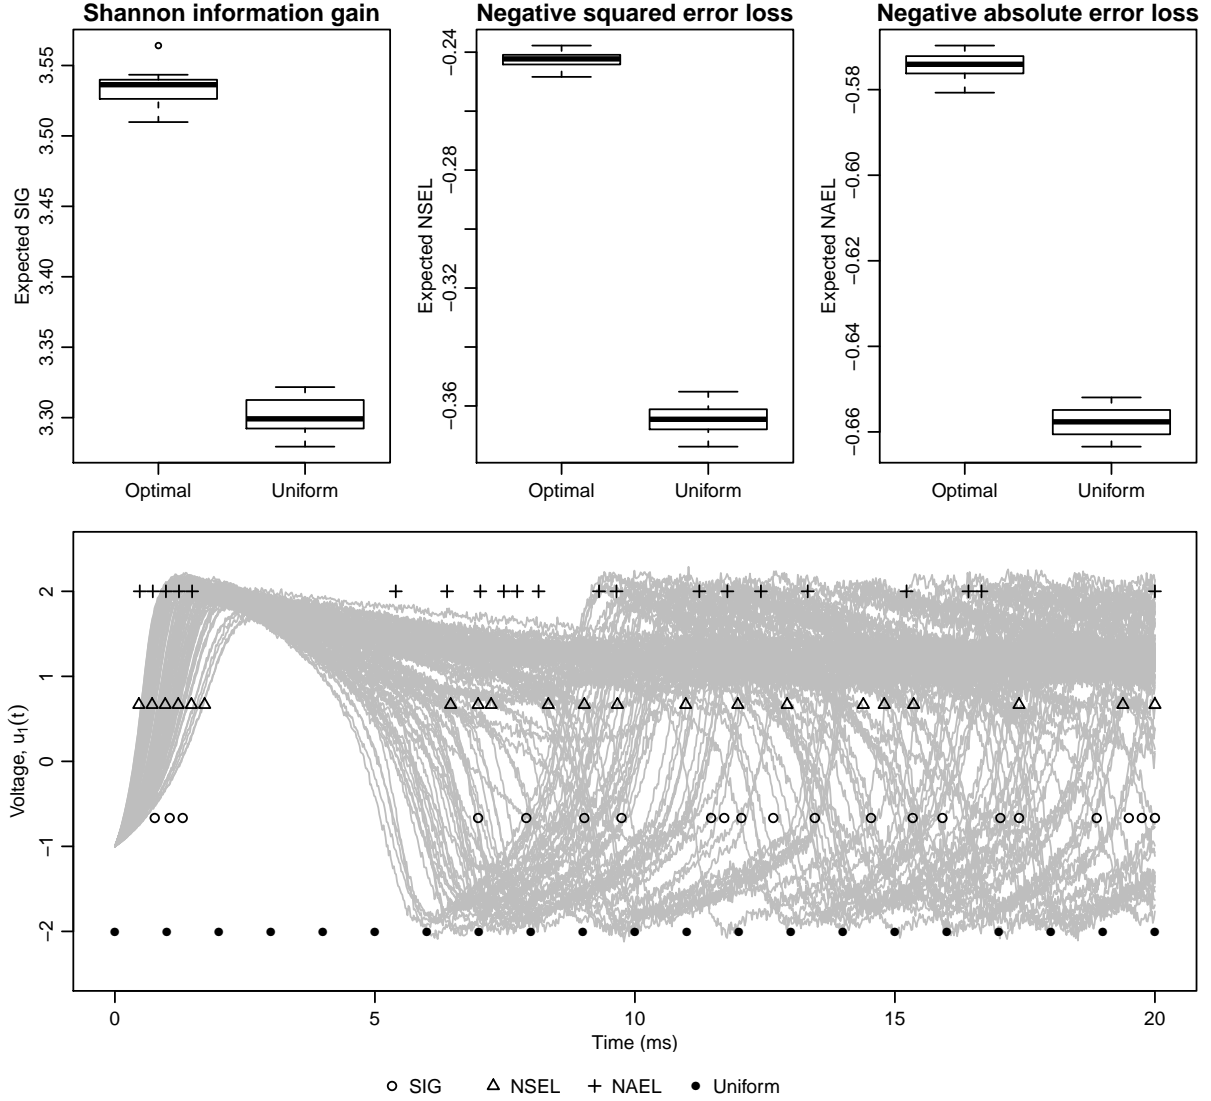 Shannon information gain
Negative squared error loss
Negative absolute error loss
Expected SIG
3.30 3.35 3.40 3.45 3.50 3.55
Optimal Uniform
Expected NSEL
−0.36 −0.32 −0.28 −0.24
Optimal Uniform
Expected NAEL
−0.66 −0.64 −0.62 −0.60 −0.58
Optimal Uniform
Voltage, u1(t)
−2 −1 0 1 2
0 5 10 15 20
Time (ms)
SIG NSEL NAEL Uniform